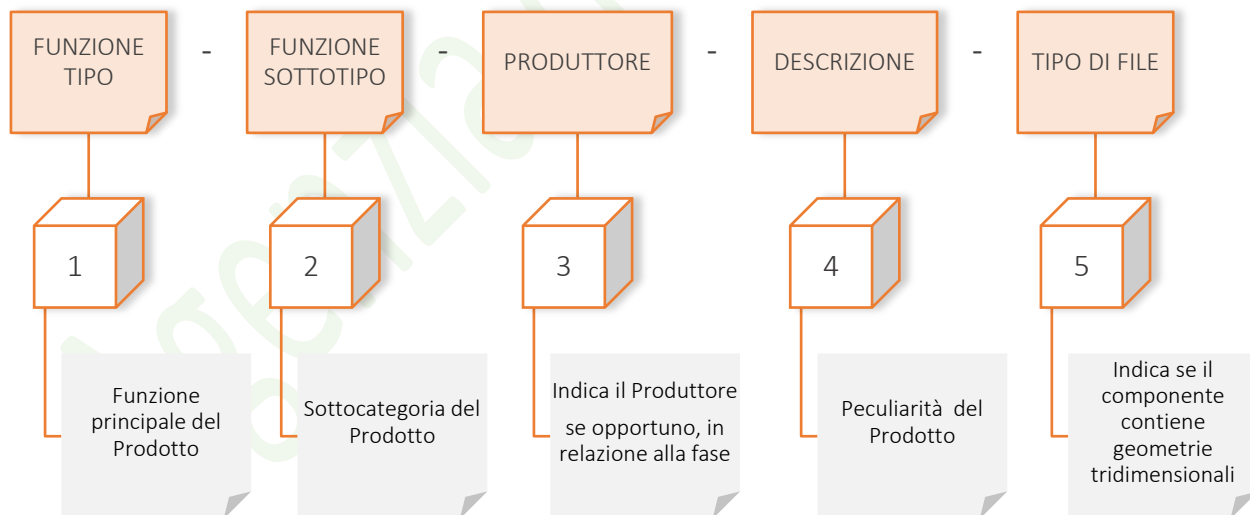 FUNZIONE
TIPO
-
FUNZIONE
SOTTOTIPO
-
PRODUTTORE
-
DESCRIZIONE
-
TIPO DI FILE
1
2
3
4
5
Funzione
principale del
Prodotto
Sottocategoria del
Prodotto
Indica il Produttore
se opportuno, in
relazione alla fase
Peculiarità del
Prodotto
Indica se il
componente
contiene
geometrie
tridimensionali
Agenzia